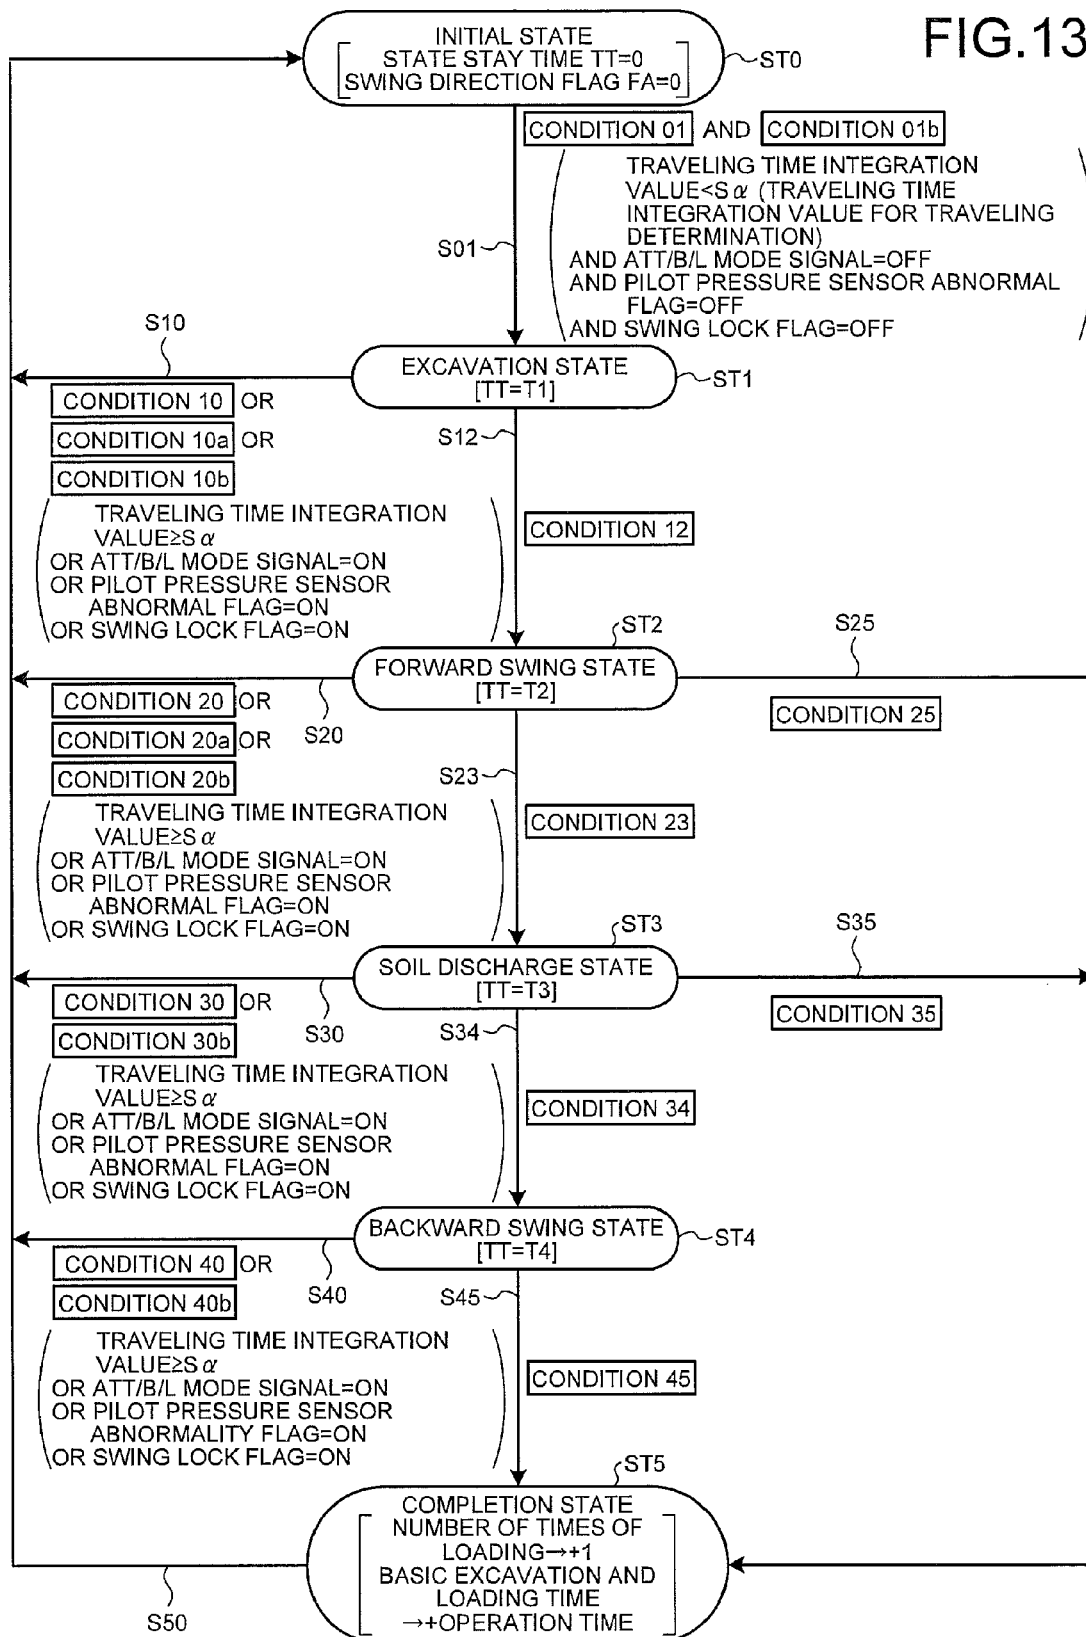 FIG.13
INITIAL STATE
STATE STAY TIME TT=0
SWING DIRECTION FLAG FA=0
ST0
CONDITION 01 AND CONDITION 01b
TRAVELING TIME INTEGRATION
VALUE<Sα (TRAVELING TIME
INTEGRATION VALUE FOR TRAVELING
DETERMINATION)
AND ATT/B/L MODE SIGNAL=OFF
AND PILOT PRESSURE SENSOR ABNORMAL
FLAG=OFF
AND SWING LOCK FLAG=OFF
S01
S10
EXCAVATION STATE
[TT=T1]
ST1
CONDITION 10 OR
CONDITION 10a OR
CONDITION 10b
TRAVELING TIME INTEGRATION
VALUE≥Sα
OR ATT/B/L MODE SIGNAL=ON
OR PILOT PRESSURE SENSOR
ABNORMAL FLAG=ON
OR SWING LOCK FLAG=ON
S12
CONDITION 12
ST2
S25
FORWARD SWING STATE
[TT=T2]
CONDITION 25
CONDITION 20 OR
CONDITION 20a OR
CONDITION 20b
S20
TRAVELING TIME INTEGRATION
VALUE≥Sα
OR ATT/B/L MODE SIGNAL=ON
OR PILOT PRESSURE SENSOR
ABNORMAL FLAG=ON
OR SWING LOCK FLAG=ON
S23
CONDITION 23
ST3
S35
SOIL DISCHARGE STATE
[TT=T3]
CONDITION 35
CONDITION 30 OR
CONDITION 30b
S30
S34
TRAVELING TIME INTEGRATION
VALUE≥Sα
OR ATT/B/L MODE SIGNAL=ON
OR PILOT PRESSURE SENSOR
ABNORMAL FLAG=ON
OR SWING LOCK FLAG=ON
CONDITION 34
BACKWARD SWING STATE
[TT=T4]
ST4
CONDITION 40 OR
CONDITION 40b
S40
S45
TRAVELING TIME INTEGRATION
VALUE≥Sα
OR ATT/B/L MODE SIGNAL=ON
OR PILOT PRESSURE SENSOR
ABNORMALITY FLAG=ON
OR SWING LOCK FLAG=ON
CONDITION 45
ST5
COMPLETION STATE
NUMBER OF TIMES OF
LOADING→+1
BASIC EXCAVATION AND
LOADING TIME
→+OPERATION TIME
S50